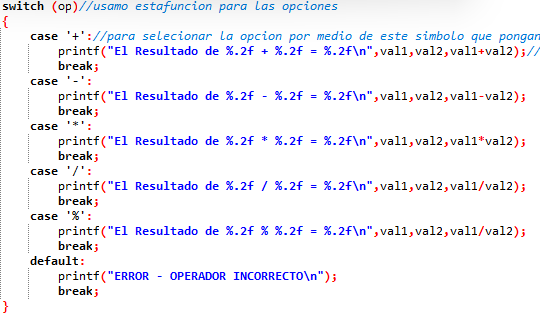 switch (op)//usamo estafuncion para las opciones
{
case '+'://para selecionar la opcion por medio de este simbolo que pongan
printf("El Resultado de %.2f + %.2f = %.2f\n",val1,val2,val1+val2);//
break;
case '-':
printf("El Resultado de %.2f - %.2f = %.2f\n",val1,val2,val1-val2);
break;
case '*':
printf("El Resultado de %.2f * %.2f = %.2f\n",val1,val2,val1*val2);
break;
case '/':
printf("El Resultado de %.2f / %.2f = %.2f\n",val1,val2,val1/val2);
break;
case '%':
printf("El Resultado de %.2f % %.2f = %.2f\n",val1,val2,val1/val2);
break;
default:
printf("ERROR - OPERADOR INCORRECTO\n");
break;
}